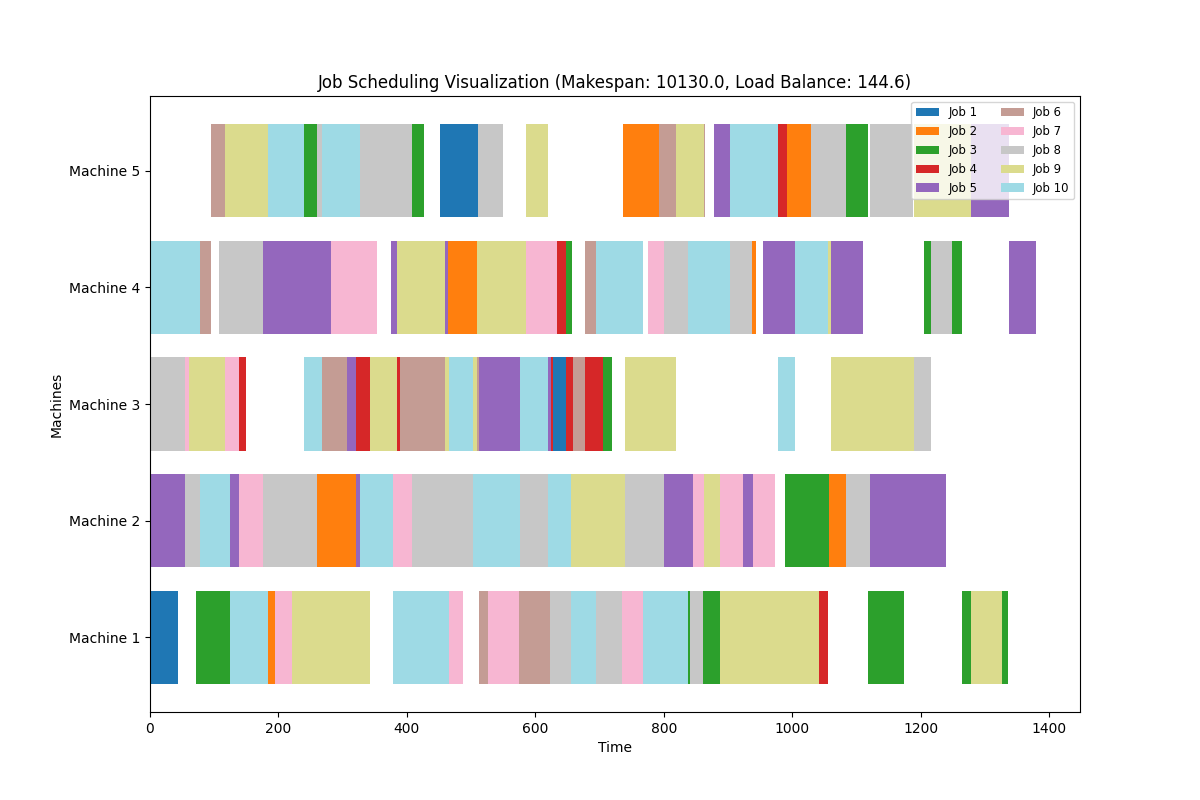 Job Scheduling Visualization (Makespan: 10130.0, Load Balance: 144.6)
Job 1
Job 2
Job 3
Job 4
Job 5
Job 6
Job 7
Job 8
Job 9
Job 10
Machine 5
Machine 4
Machine 3
Machine 2
Machine 1
Machines
0 200 400 600 800 1000 1200 1400
Time